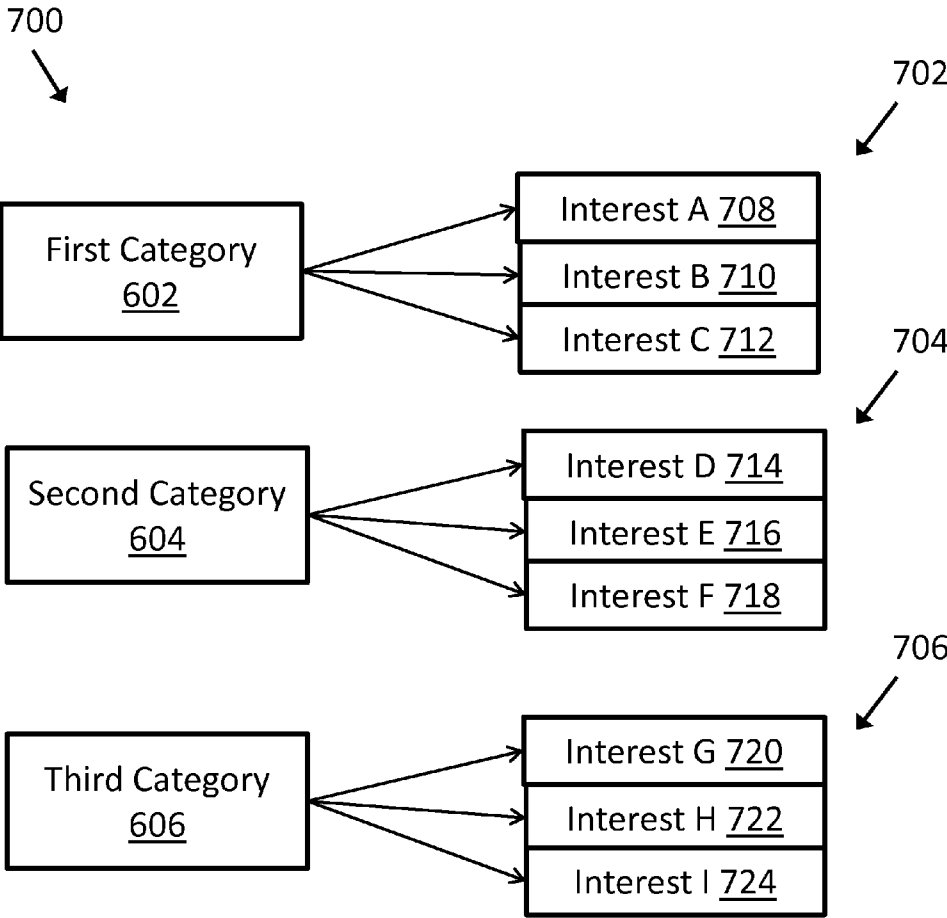 700
702
First Category
602
Interest A 708
Interest B 710
Interest C 712
704
Second Category
604
Interest D 714
Interest E 716
Interest F 718
706
Third Category
606
Interest G 720
Interest H 722
Interest I 724